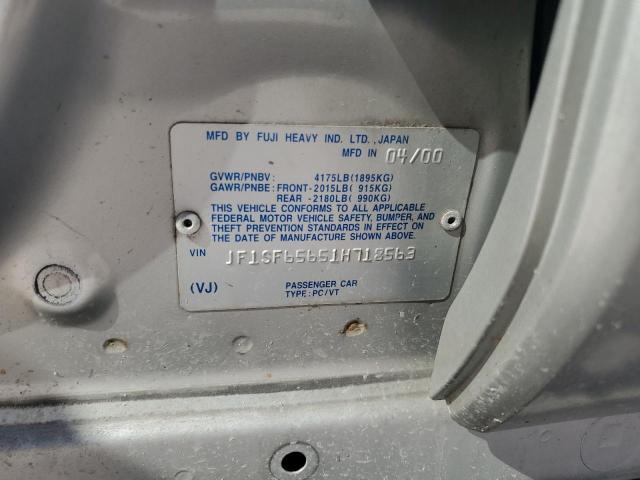 MFD BY FUJI HEAVY IND. LTD., JAPAN
MFD IN 04/00
GVWR/PNBV: 4175LB(1895KG)
GAWR/PNBE: FRONT-2015LB( 915KG)
REAR -2180LB( 990KG)
THIS VEHICLE CONFORMS TO ALL APPLICABLE
FEDERAL MOTOR VEHICLE SAFETY, BUMPER, AND
THEFT PREVENTION STANDARDS IN EFFECT ON
THE DATE OF MANUFACTURE SHOWN ABOVE.
VIN JF1SF65651H718563
(VJ) PASSENGER CAR
TYPE: PC/VT